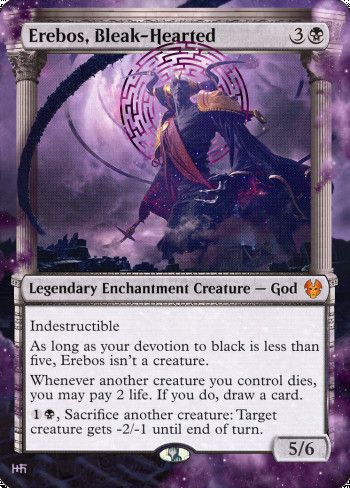 Erebos, Bleak-Hearted 3
Legendary Enchantment Creature — God
Indestructible
As long as your devotion to black is less than
five, Erebos isn't a creature.
Whenever another creature you control dies,
you may pay 2 life. If you do, draw a card.
1, Sacrifice another creature: Target
creature gets -2/-1 until end of turn.
5/6